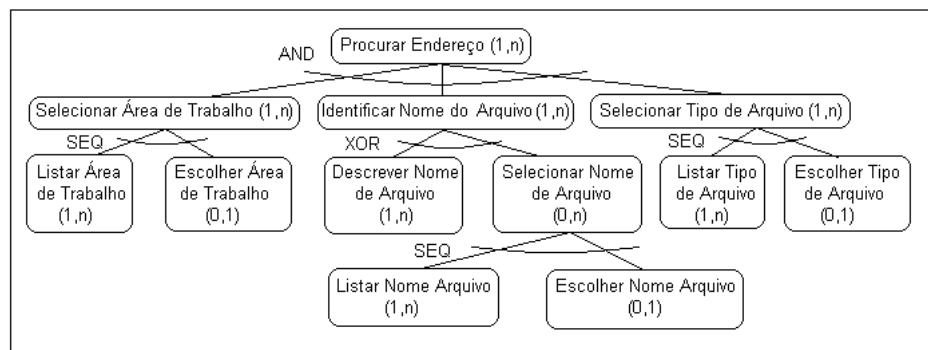 Procurar Endereço (1,n)
AND
Selecionar Área de Trabalho (1,n)
Identificar Nome do Arquivo (1,n)
Selecionar Tipo de Arquivo (1,n)
SEQ
XOR
SEQ
Listar Área
de Trabalho
(1,n)
Escolher Área
de Trabalho
(0,1)
Descrever Nome
de Arquivo
(1,n)
Selecionar Nome
de Arquivo
(0,n)
Listar Tipo
de Arquivo
(1,n)
Escolher Tipo
de Arquivo
(0,1)
SEQ
Listar Nome Arquivo
(1,n)
Escolher Nome Arquivo
(0,1)